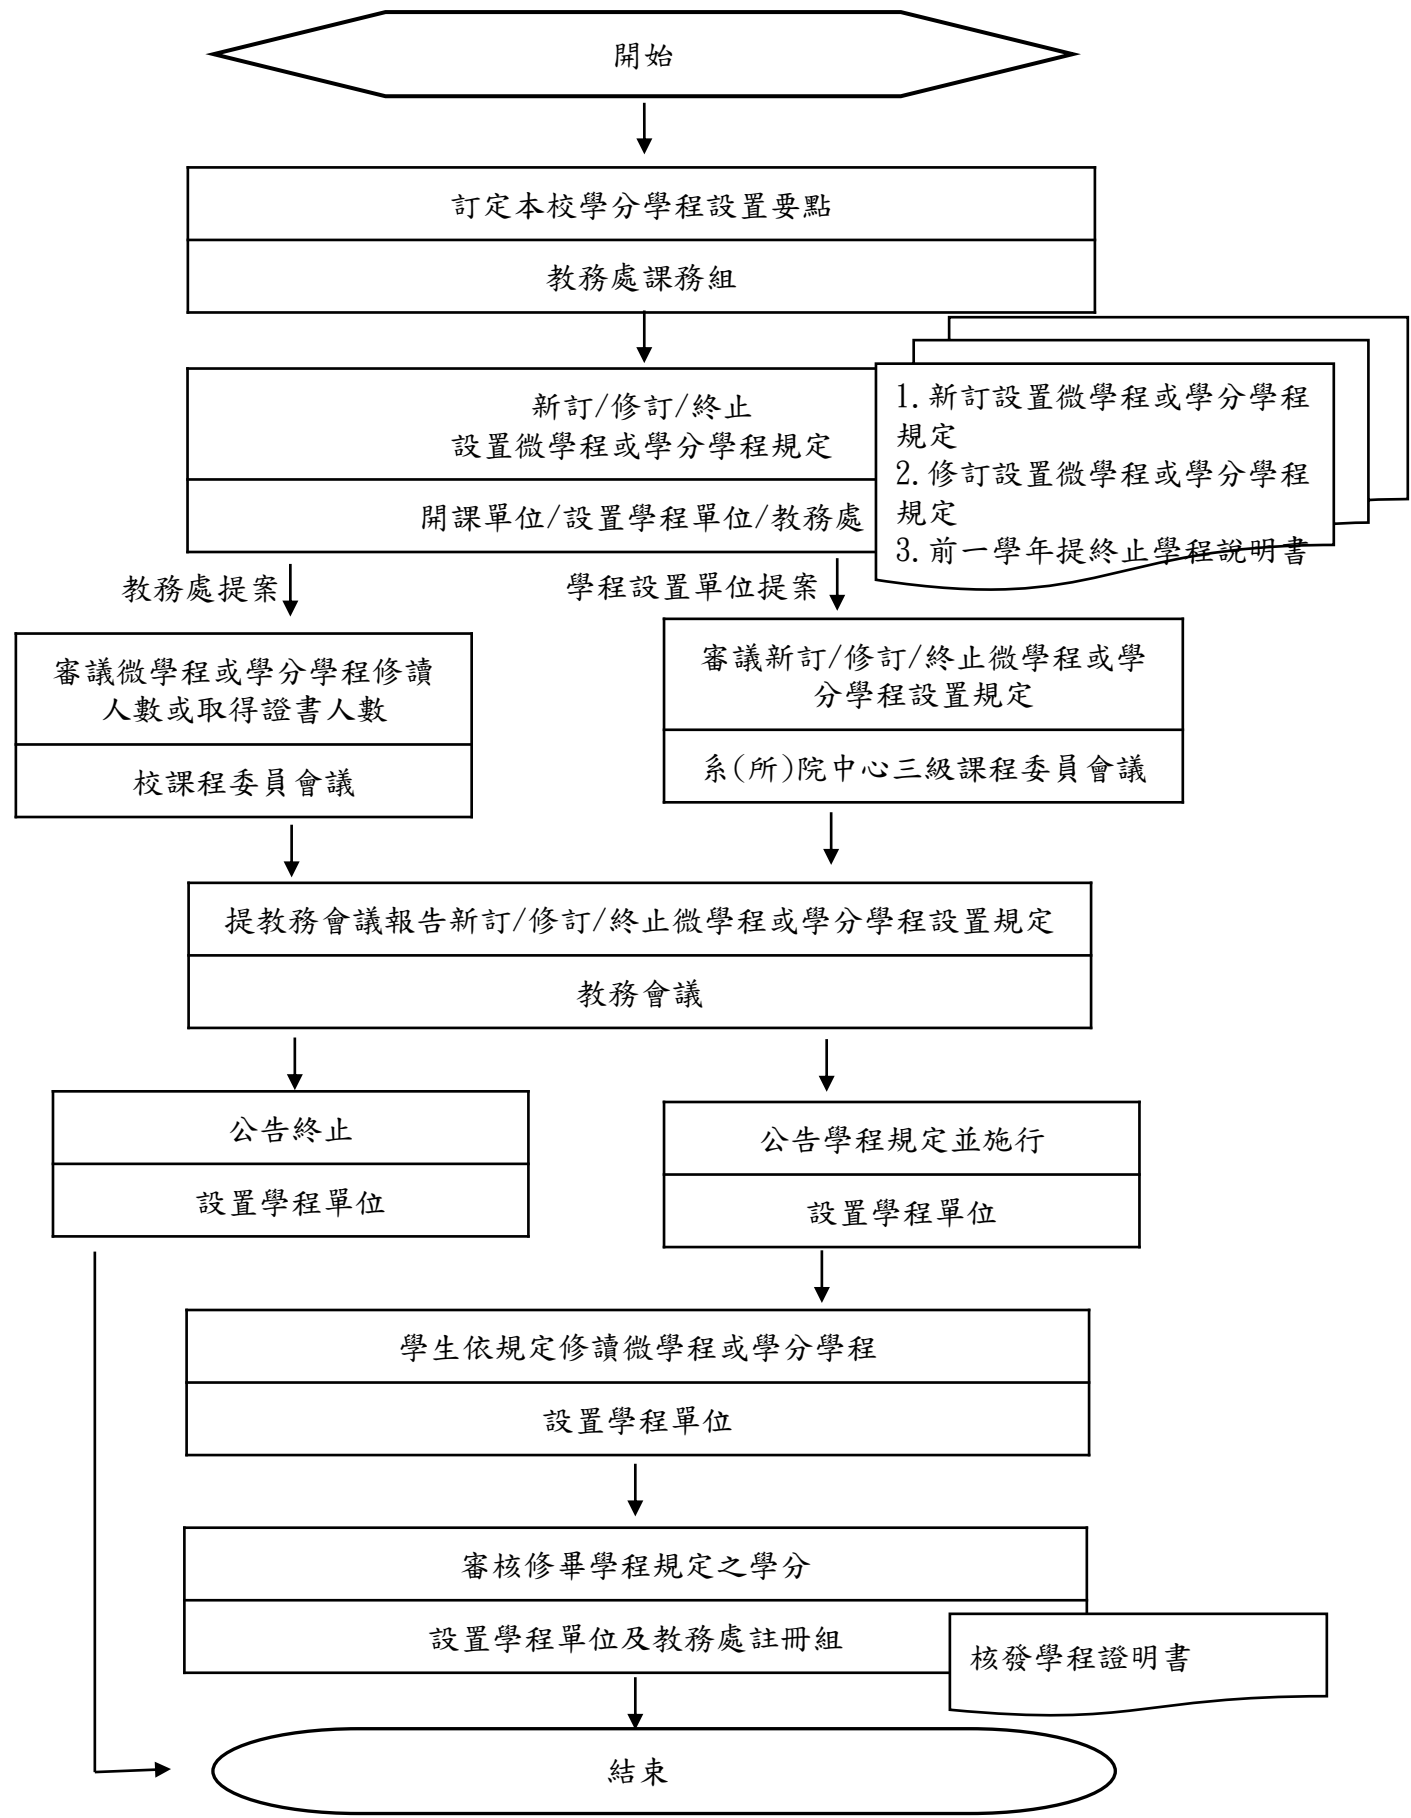 開始
訂定本校學分學程設置要點
教務處課務組
新訂/修訂/終止
設置微學程或學分學程規定
開課單位/設置學程單位/教務處
1.新訂設置微學程或學分學程
規定
2.修訂設置微學程或學分學程
規定
3.前一學年提終止學程說明書
教務處提案
學程設置單位提案
審議微學程或學分學程修讀
人數或取得證書人數
校課程委員會議
審議新訂/修訂/終止微學程或學
分學程設置規定
系(所)院中心三級課程委員會議
提教務會議報告新訂/修訂/終止微學程或學分學程設置規定
教務會議
公告終止
設置學程單位
公告學程規定並施行
設置學程單位
學生依規定修讀微學程或學分學程
設置學程單位
審核修畢學程規定之學分
設置學程單位及教務處註冊組
核發學程證明書
結束